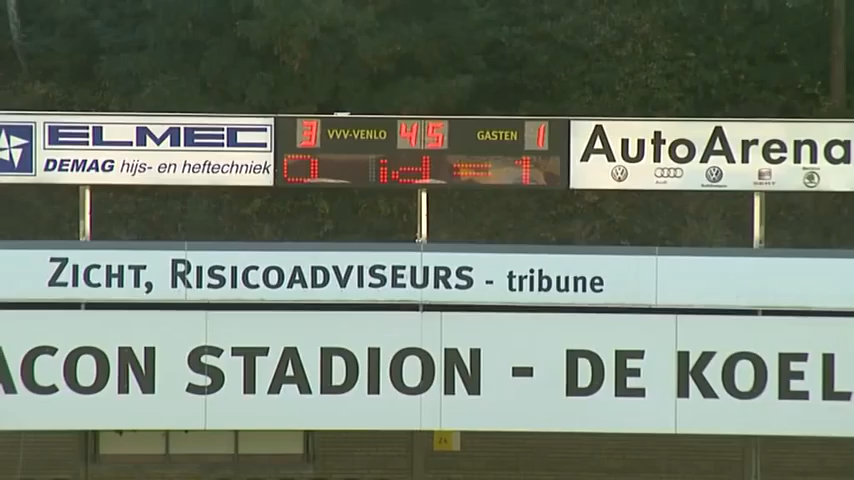 ELMEC
DEMAG hijs- en heftechniek
3 VVV-VENLO 45 GASTEN 1
AutoArena
ZICHT, RISICOADVISEURS - tribune
ACON STADION - DE KOEL
24